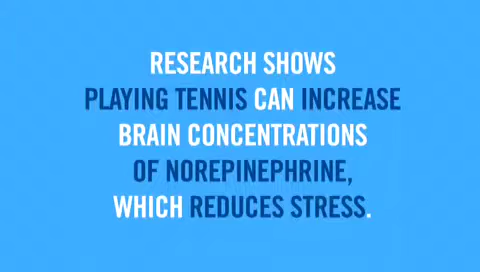 RESEARCH SHOWS
PLAYING TENNIS CAN INCREASE
BRAIN CONCENTRATIONS
OF NOREPINEPHRINE,
WHICH REDUCES STRESS.